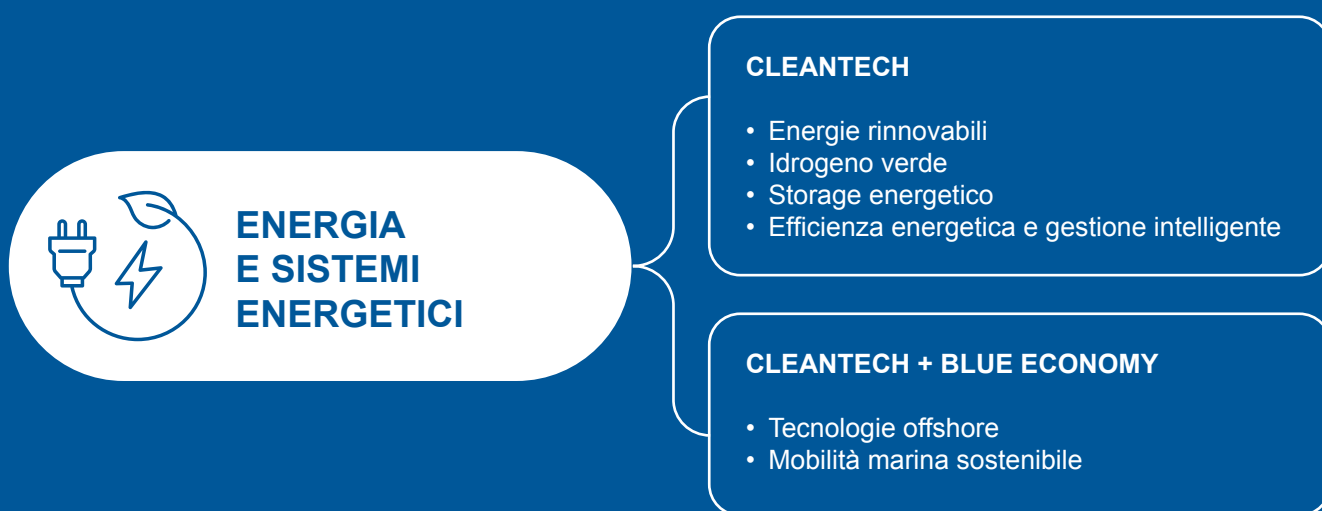 ENERGIA
E SISTEMI
ENERGETICI
CLEANTECH
• Energie rinnovabili
• Idrogeno verde
• Storage energetico
• Efficienza energetica e gestione intelligente
CLEANTECH + BLUE ECONOMY
• Tecnologie offshore
• Mobilità marina sostenibile